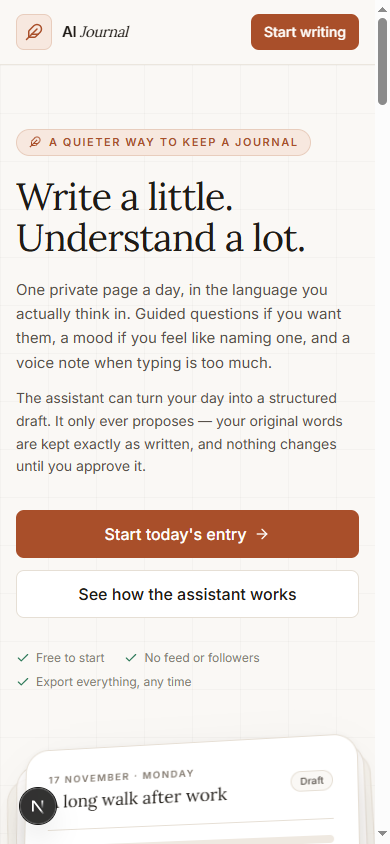 AI Journal
Start writing
A QUIETER WAY TO KEEP A JOURNAL
Write a little.
Understand a lot.
One private page a day, in the language you
actually think in. Guided questions if you want
them, a mood if you feel like naming one, and a
voice note when typing is too much.
The assistant can turn your day into a structured
draft. It only ever proposes — your original words
are kept exactly as written, and nothing changes
until you approve it.
Start today's entry →
See how the assistant works
✓ Free to start ✓ No feed or followers
✓ Export everything, any time
17 NOVEMBER · MONDAY
Draft
long walk after work
N